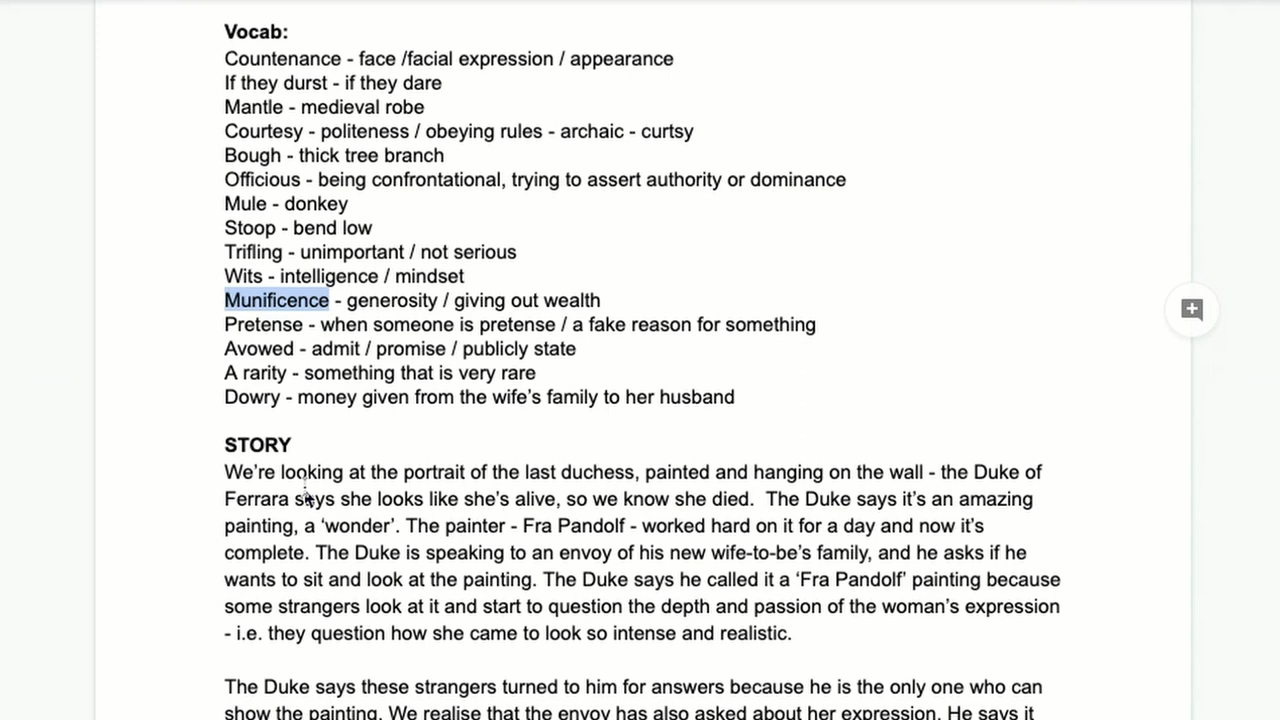 Vocab:
Countenance - face /facial expression / appearance
If they durst - if they dare
Mantle - medieval robe
Courtesy - politeness / obeying rules - archaic - curtsy
Bough - thick tree branch
Officious - being confrontational, trying to assert authority or dominance
Mule - donkey
Stoop - bend low
Trifling - unimportant / not serious
Wits - intelligence / mindset
Munificence - generosity / giving out wealth
Pretense - when someone is pretense / a fake reason for something
Avowed - admit / promise / publicly state
A rarity - something that is very rare
Dowry - money given from the wife’s family to her husband
STORY
We’re looking at the portrait of the last duchess, painted and hanging on the wall - the Duke of
Ferrara says she looks like she’s alive, so we know she died.  The Duke says it’s an amazing
painting, a ‘wonder’. The painter - Fra Pandolf - worked hard on it for a day and now it’s
complete. The Duke is speaking to an envoy of his new wife-to-be’s family, and he asks if he
wants to sit and look at the painting. The Duke says he called it a ‘Fra Pandolf’ painting because
some strangers look at it and start to question the depth and passion of the woman’s expression
- i.e. they question how she came to look so intense and realistic.
The Duke says these strangers turned to him for answers because he is the only one who can
show the painting. We realise that the envoy has also asked about her expression. He says it